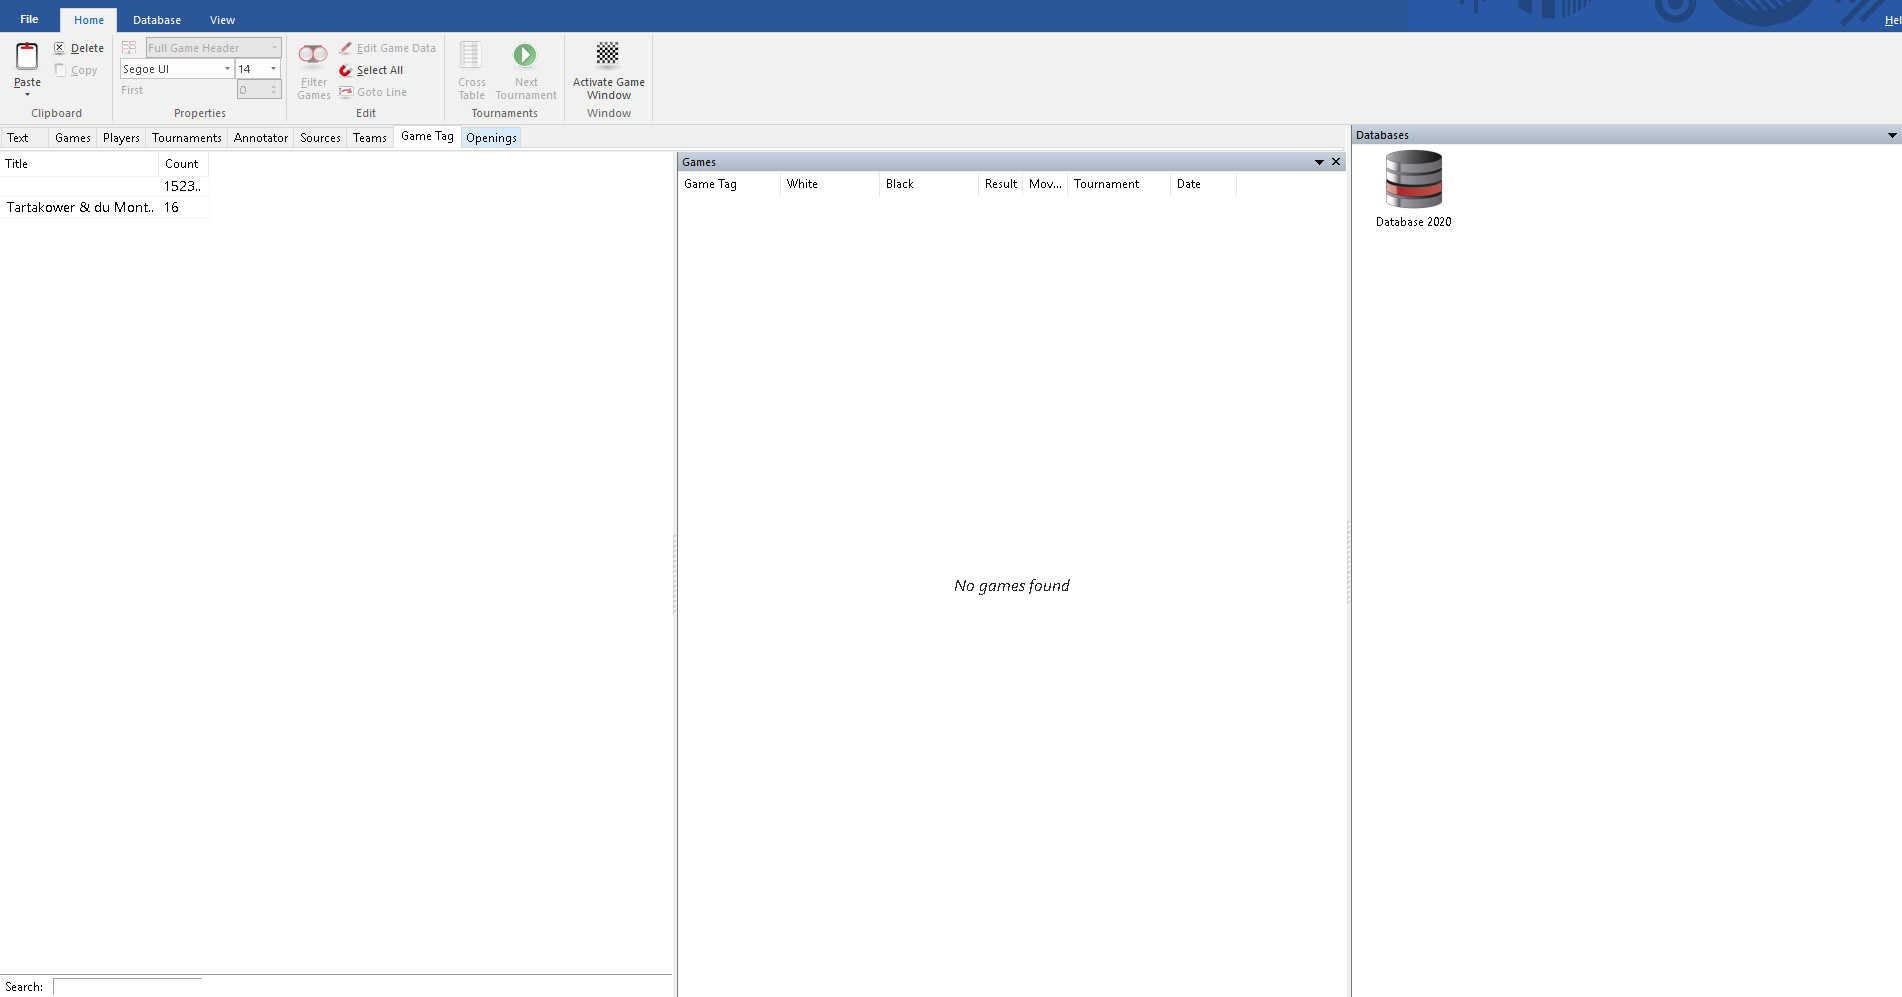 File Home Database View Hel
Paste
Delete
Copy
Clipboard
Full Game Header
Segoe UI 14
First 0
Properties
Filter Games
Edit Game Data
Select All
Goto Line
Edit
Cross Table
Next Tournament
Tournaments
Activate Game Window
Window
Text Games Players Tournaments Annotator Sources Teams Game Tag Openings
Title Count
1523..
Tartakower & du Mont.. 16
Search:
Games
Game Tag White Black Result Mov... Tournament Date
No games found
Databases
Database 2020